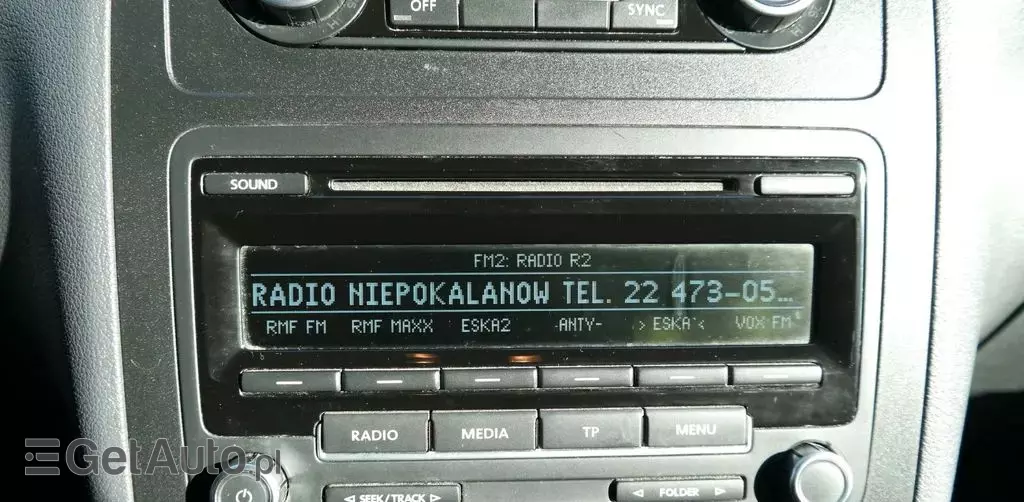 OFF SYNC
SOUND
FM2: RADIO R2
RADIO NIEPOKALANOW TEL. 22 473-05...
RMF FM RMF MAXX ESKA2 ANTY- >ESKA < VOX FM
RADIO MEDIA TP MENU
SEEK/TRACK FOLDER
GetAuto.pl